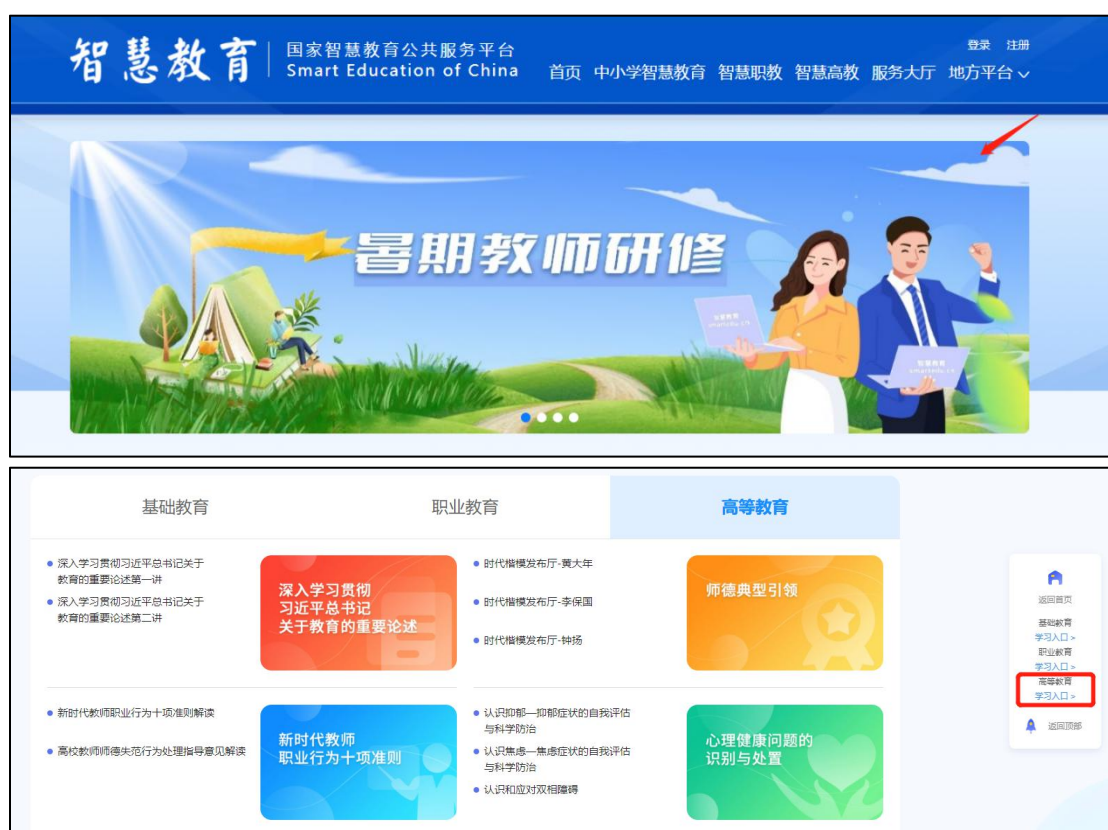 智慧教育
国家智慧教育公共服务平台
Smart Education of China
登录 注册
首页 中小学智慧教育 智慧职教 智慧高教 服务大厅 地方平台
暑期教师研修
智慧教育
smartedu.cn
智慧教育
smartedu.cn
基础教育 职业教育 高等教育
深入学习贯彻习近平总书记关于
教育的重要论述第一讲
深入学习贯彻习近平总书记关于
教育的重要论述第二讲
深入学习贯彻
习近平总书记
关于教育的重要论述
时代楷模发布厅-黄大年
时代楷模发布厅-李保国
时代楷模发布厅-钟扬
师德典型引领
新时代教师职业行为十项准则解读
高校教师师德失范行为处理指导意见解读
新时代教师
职业行为十项准则
认识抑郁—抑郁症状的自我评估
与科学防治
认识焦虑—焦虑症状的自我评估
与科学防治
认识和应对双相障碍
心理健康问题的
识别与处置
返回首页
基础教育
学习入口 >
职业教育
学习入口 >
高等教育
学习入口 >
返回顶部